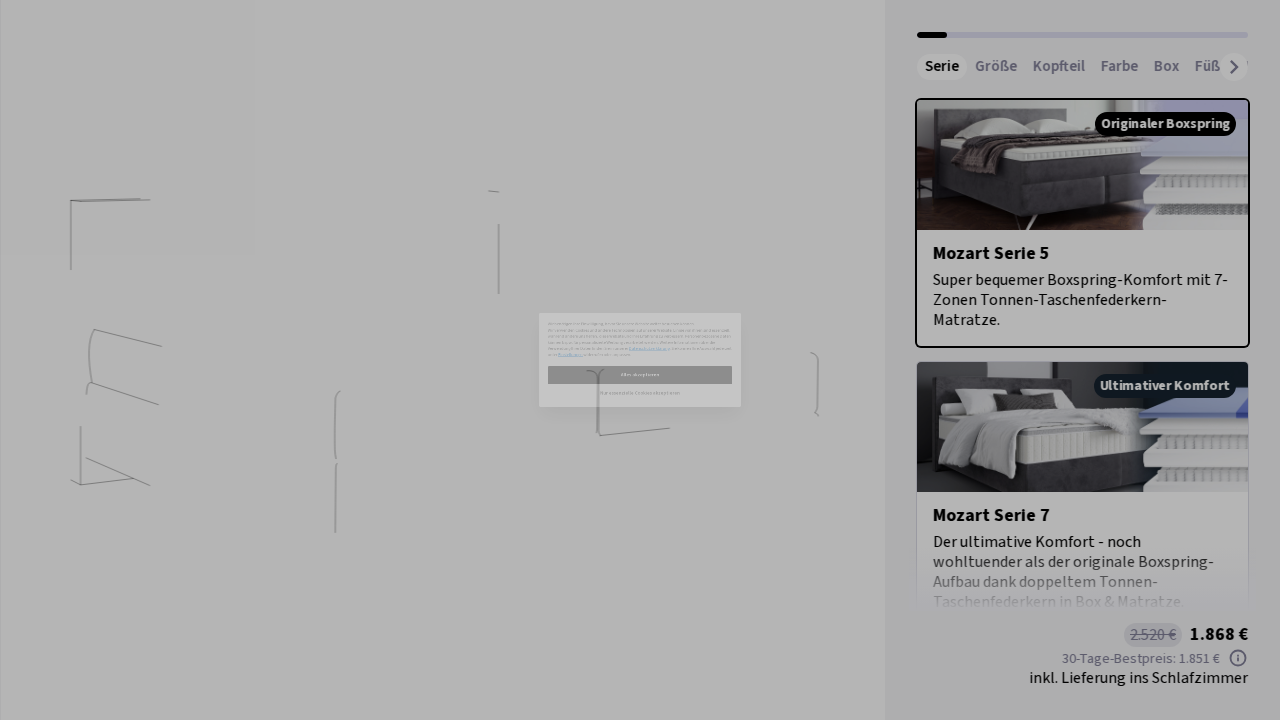 Serie Größe Kopfteil Farbe Box Füß
Originaler Boxspring
Mozart Serie 5
Super bequemer Boxspring-Komfort mit 7-
Zonen Tonnen-Taschenfederkern-
Matratze.
Ultimativer Komfort
Mozart Serie 7
Der ultimative Komfort - noch
wohltuender als der originale Boxspring-
Aufbau dank doppeltem Tonnen-
Taschenfederkern in Box & Matratze.
2.520 € 1.868 €
30-Tage-Bestpreis: 1.851 €
inkl. Lieferung ins Schlafzimmer
Alles akzeptieren